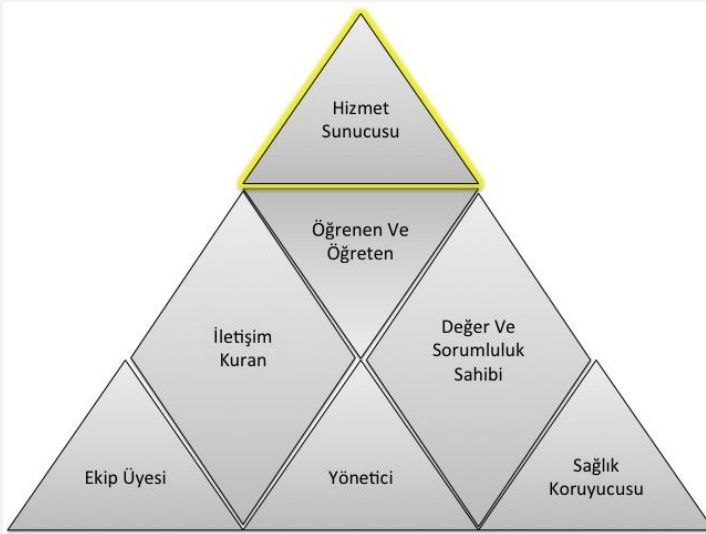 Hizmet
Sunucusu
Öğrenen Ve
Öğreten
İletişim
Kuran
Değer Ve
Sorumluluk
Sahibi
Ekip Üyesi
Yönetici
Sağlık
Koruyucusu